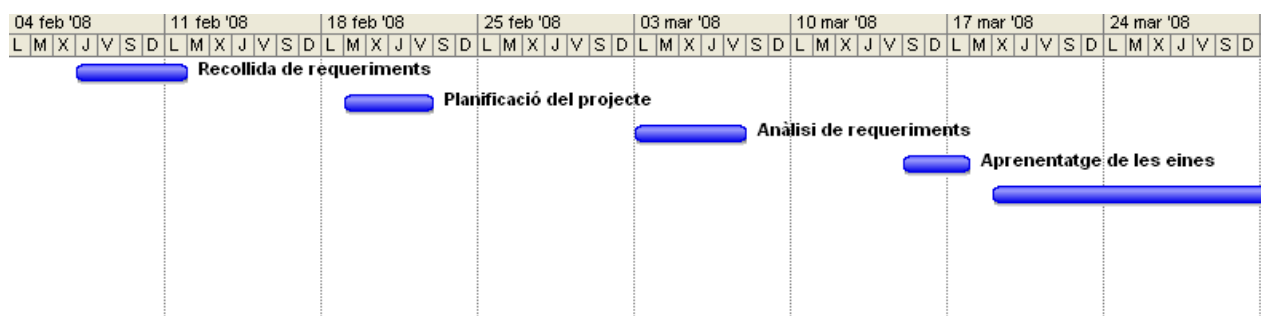 04 feb '08 11 feb '08 18 feb '08 25 feb '08 03 mar '08 10 mar '08 17 mar '08 24 mar '08
L M X J V S D L M X J V S D L M X J V S D L M X J V S D L M X J V S D L M X J V S D L M X J V S D L M X J V S D
Recollida de requeriments
Planificació del projecte
Anàlisi de requeriments
Aprenentatge de les eines